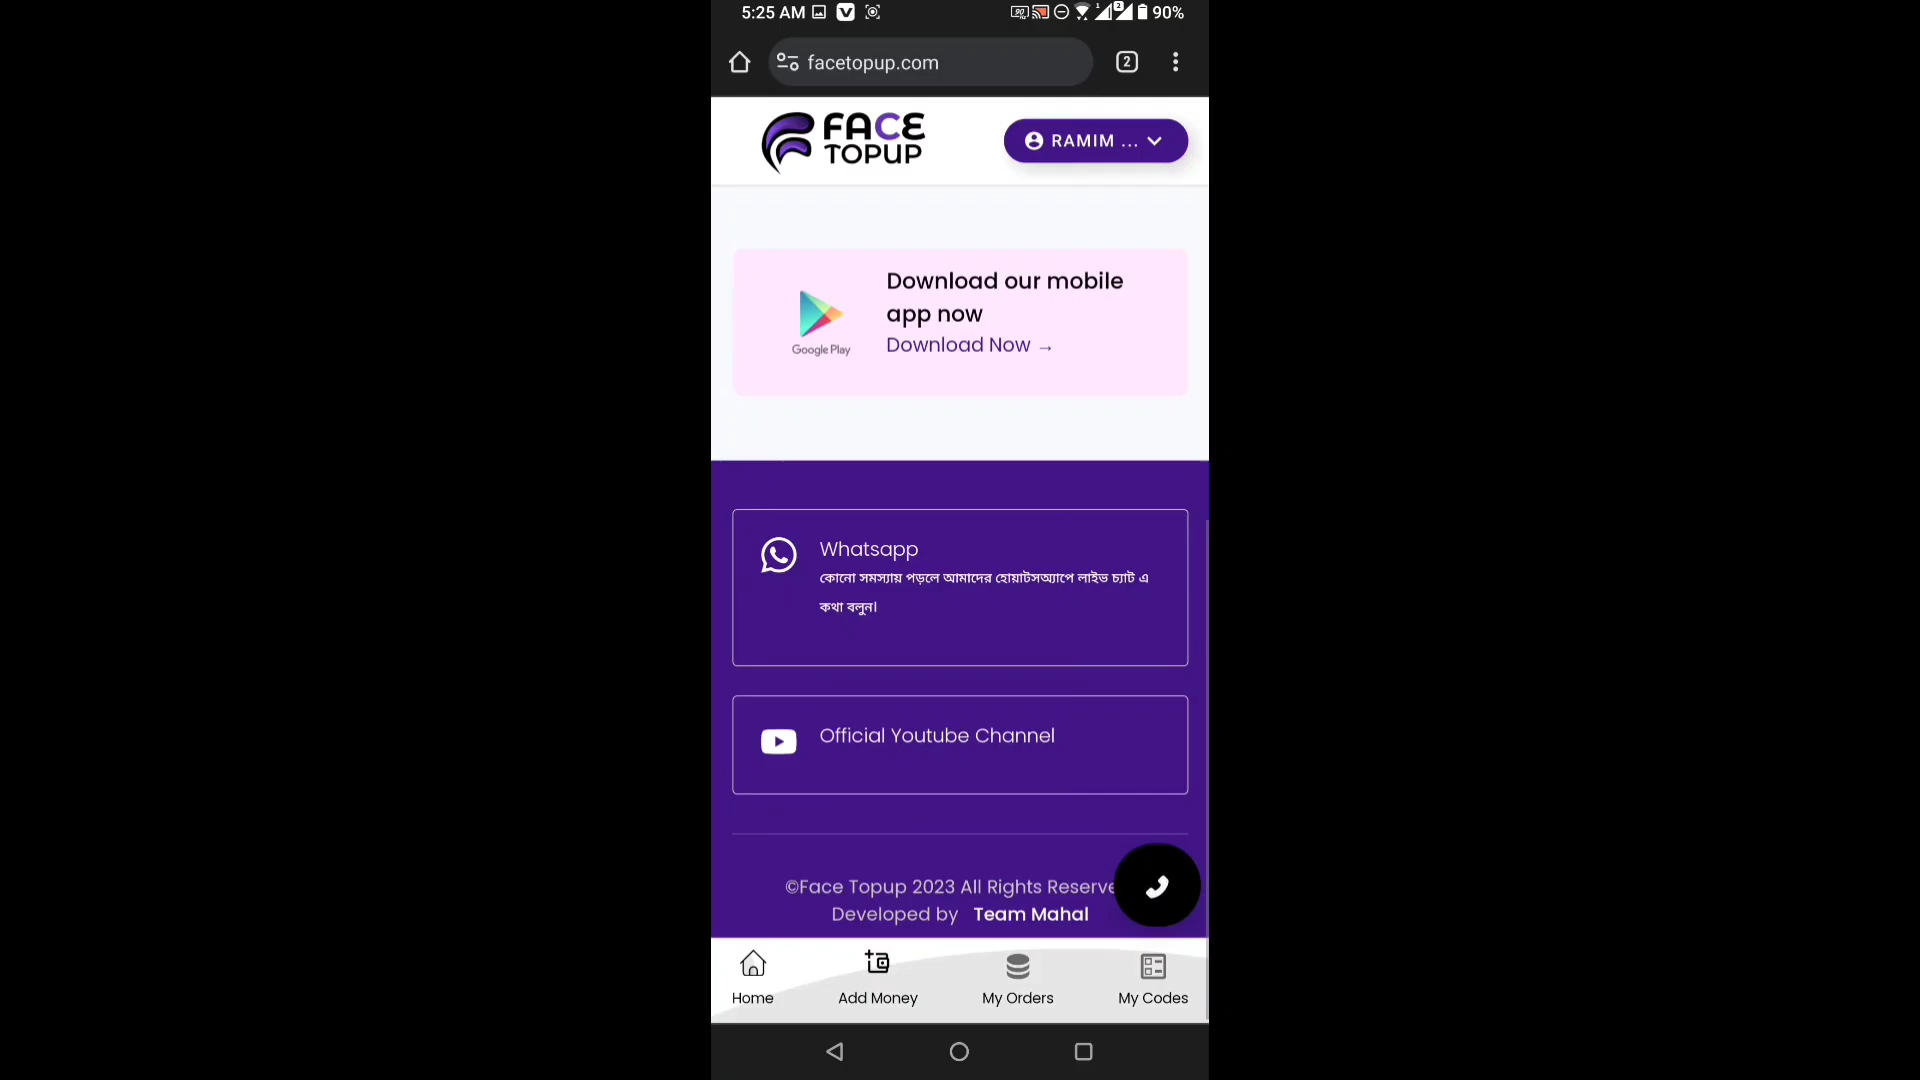 5:25 AM
90%
facetopup.com
2
FACE
TOPUP
RAMIM ...
Download our mobile
app now
Google Play
Download Now →
Whatsapp
কোনো সমস্যায় পড়লে আমাদের হোয়াটসঅ্যাপে লাইভ চ্যাট এ
কথা বলুন।
Official Youtube Channel
©Face Topup 2023 All Rights Reserve
Developed by Team Mahal
Home
Add Money
My Orders
My Codes